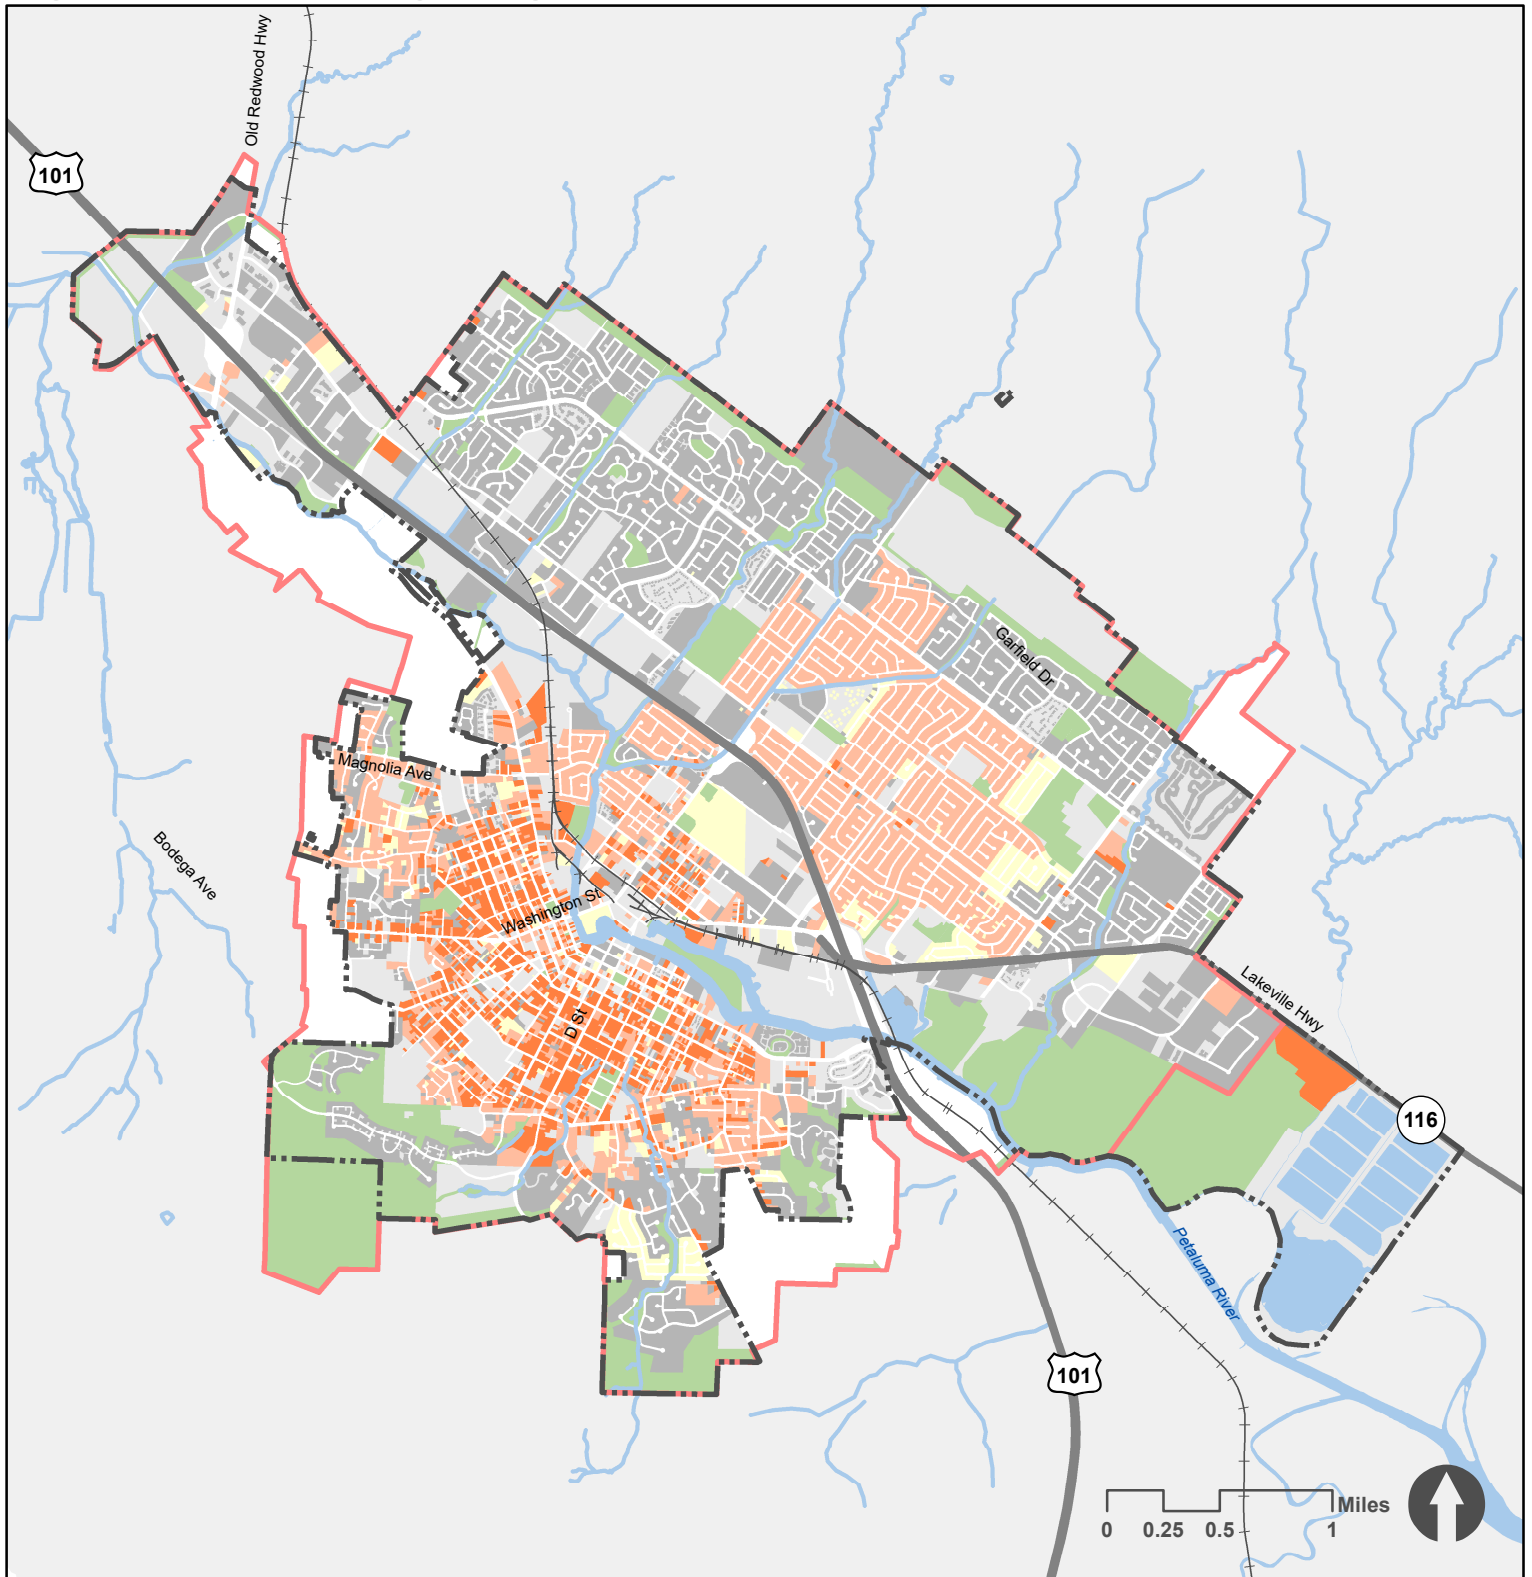 Old Redwood Hwy
101
Garfield Dr
Magnolia Ave
Bodega Ave
Washington St
D St
Lakeville Hwy
116
Petaluma River
101
Miles
0 0.25 0.5 1